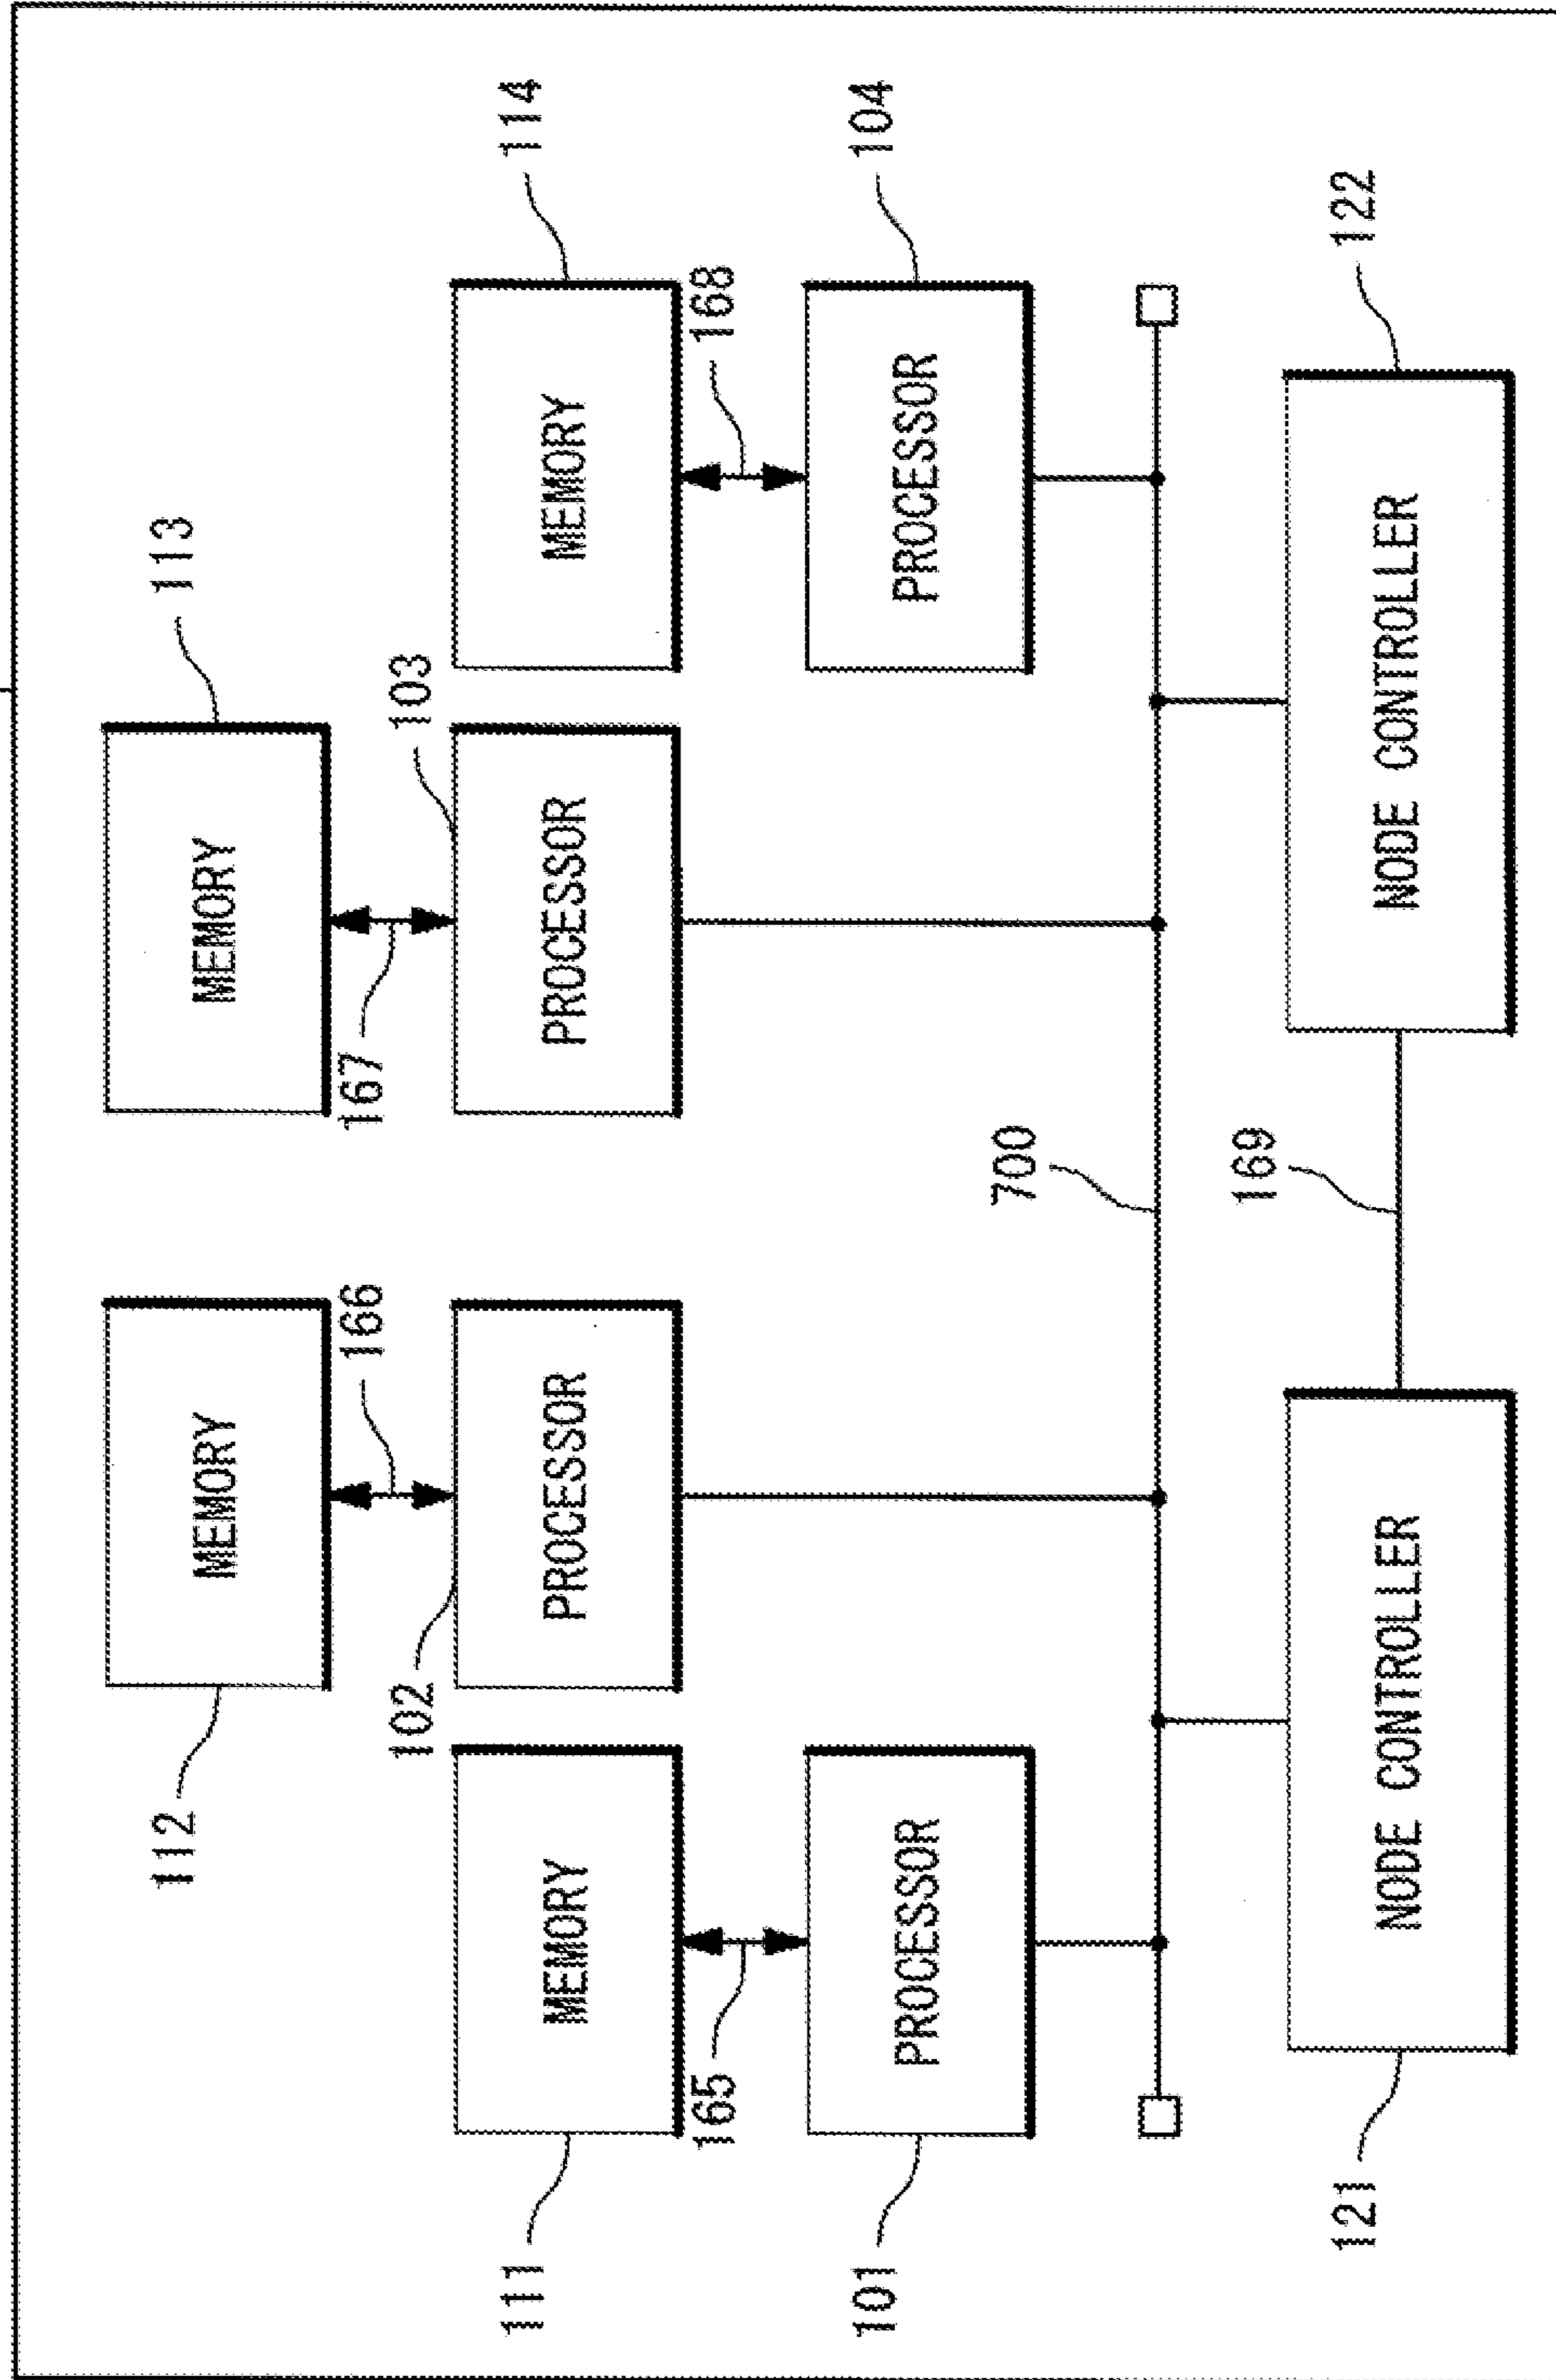 112
113
MEMORY
MEMORY
166
167
102
103
111
114
MEMORY
PROCESSOR
PROCESSOR
MEMORY
165
168
101
104
PROCESSOR
PROCESSOR
700
169
121
122
NODE CONTROLLER
NODE CONTROLLER